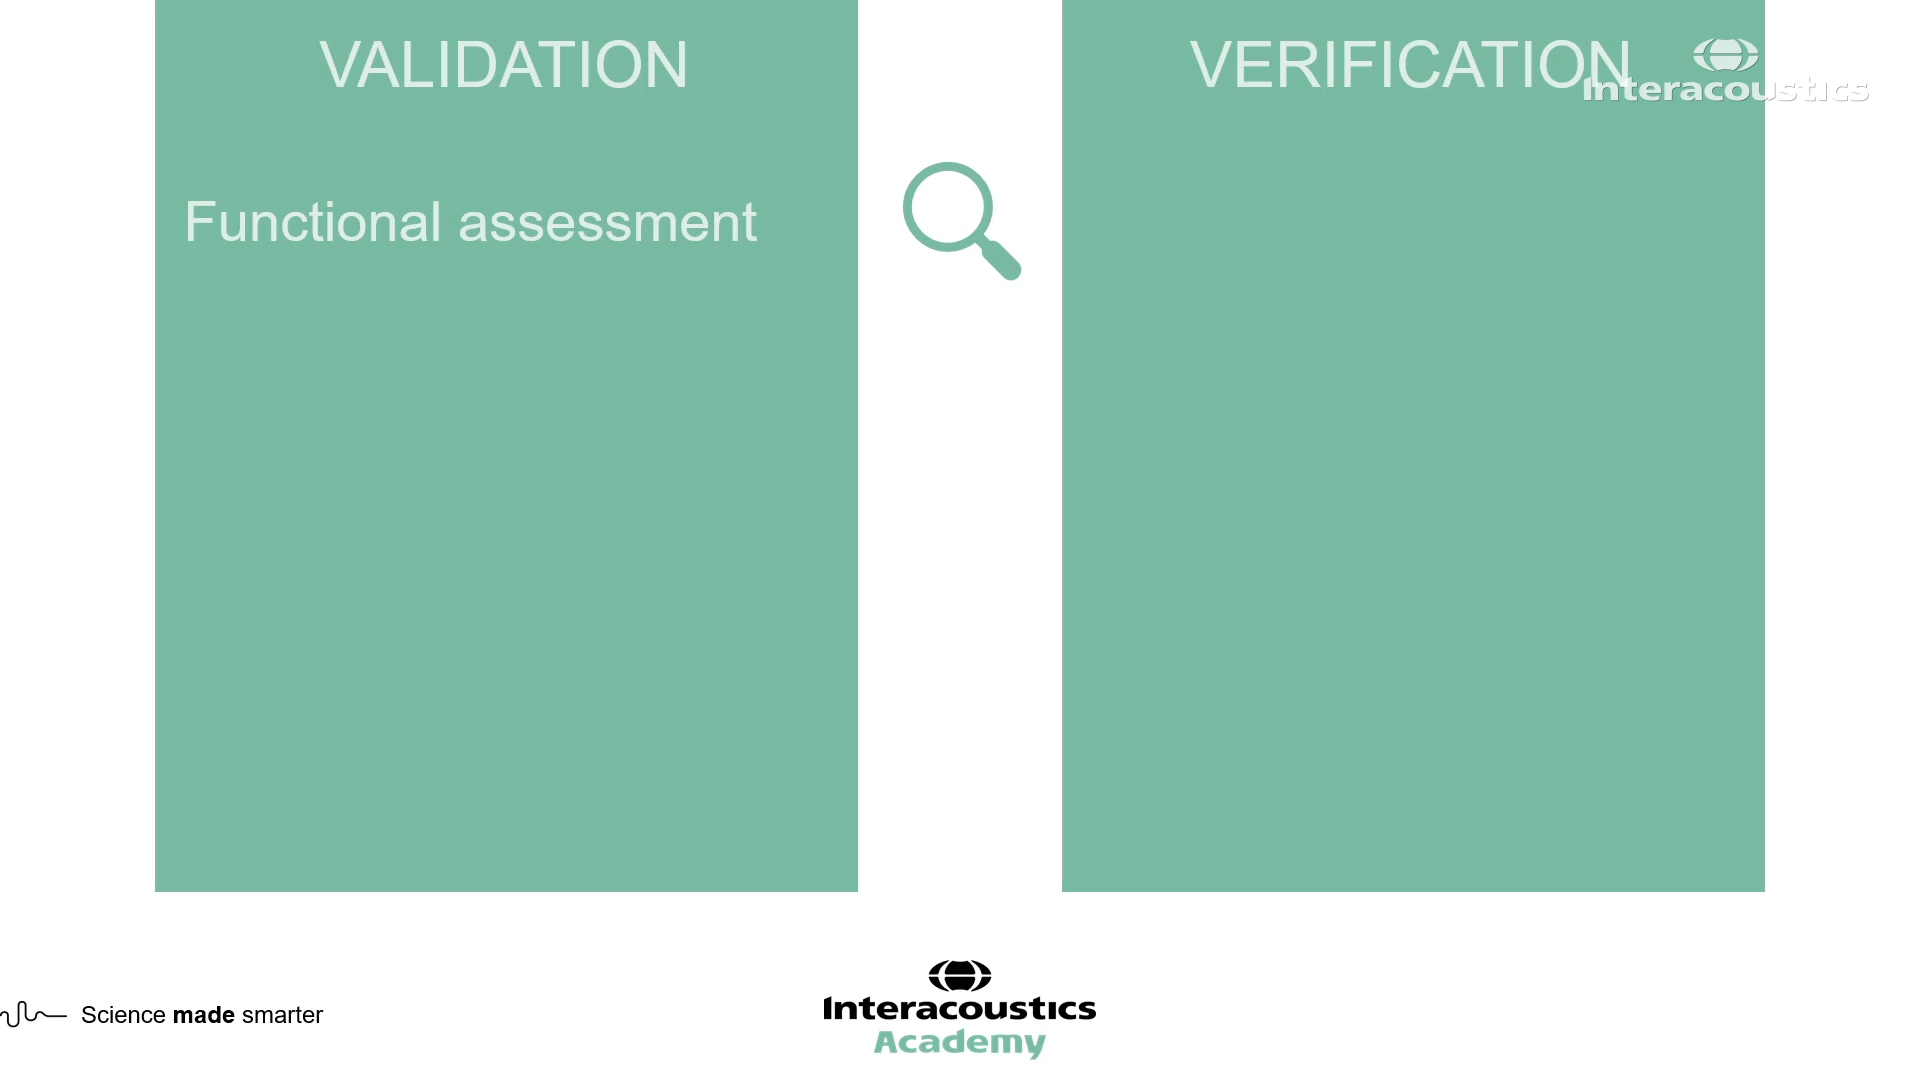 VALIDATION
VERIFICATION
Interacoustics
Functional assessment
Science made smarter
Interacoustics
Academy